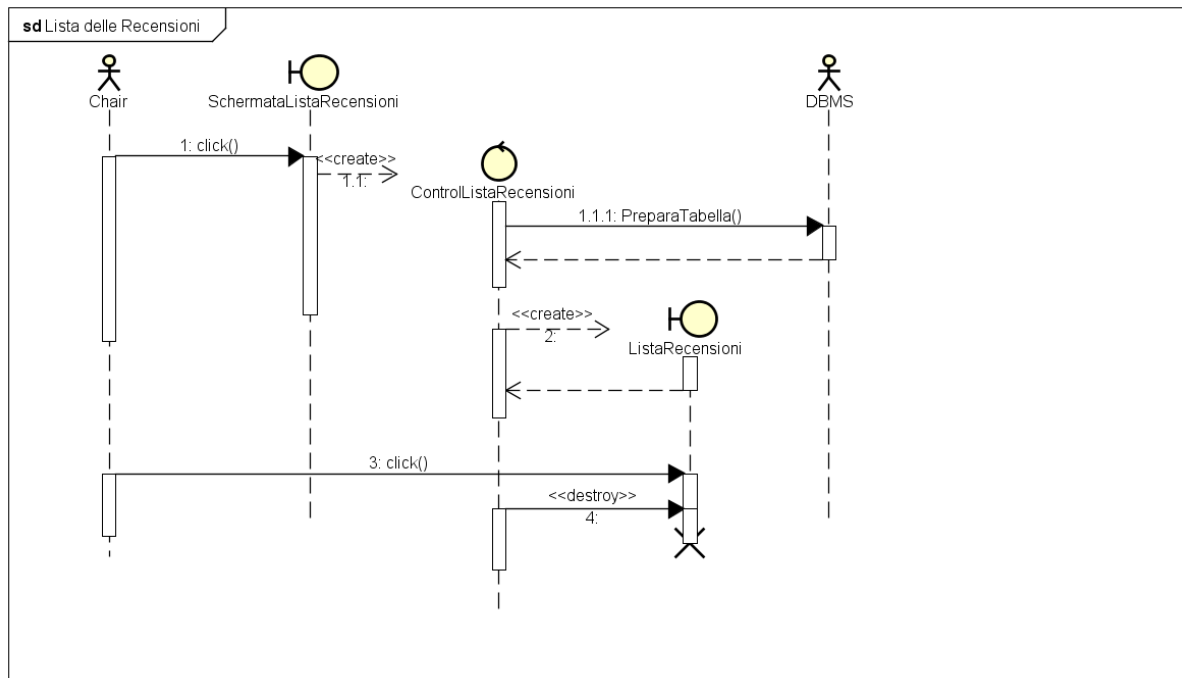 sd Lista delle Recensioni
Chair
SchermataListaRecensioni
DBMS
1: click()
<<create>>
1.1:
ControlListaRecensioni
1.1.1: PreparaTabella()
<<create>>
2:
ListaRecensioni
3: click()
<<destroy>>
4: